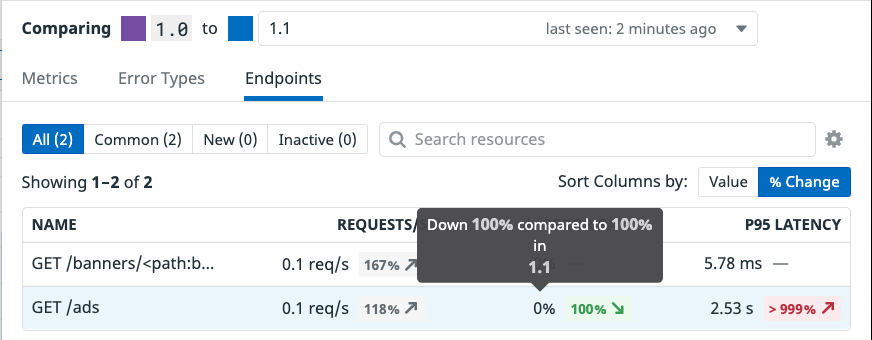 Comparing 1.0 to 1.1 last seen: 2 minutes ago
Metrics Error Types Endpoints
All (2) Common (2) New (0) Inactive (0) Search resources
Showing 1–2 of 2 Sort Columns by: Value % Change
NAME REQUESTS/ P95 LATENCY
Down 100% compared to 100%
in
1.1
GET /banners/<path:b... 0.1 req/s 167% 5.78 ms —
GET /ads 0.1 req/s 118% 0% 100% 2.53 s > 999%